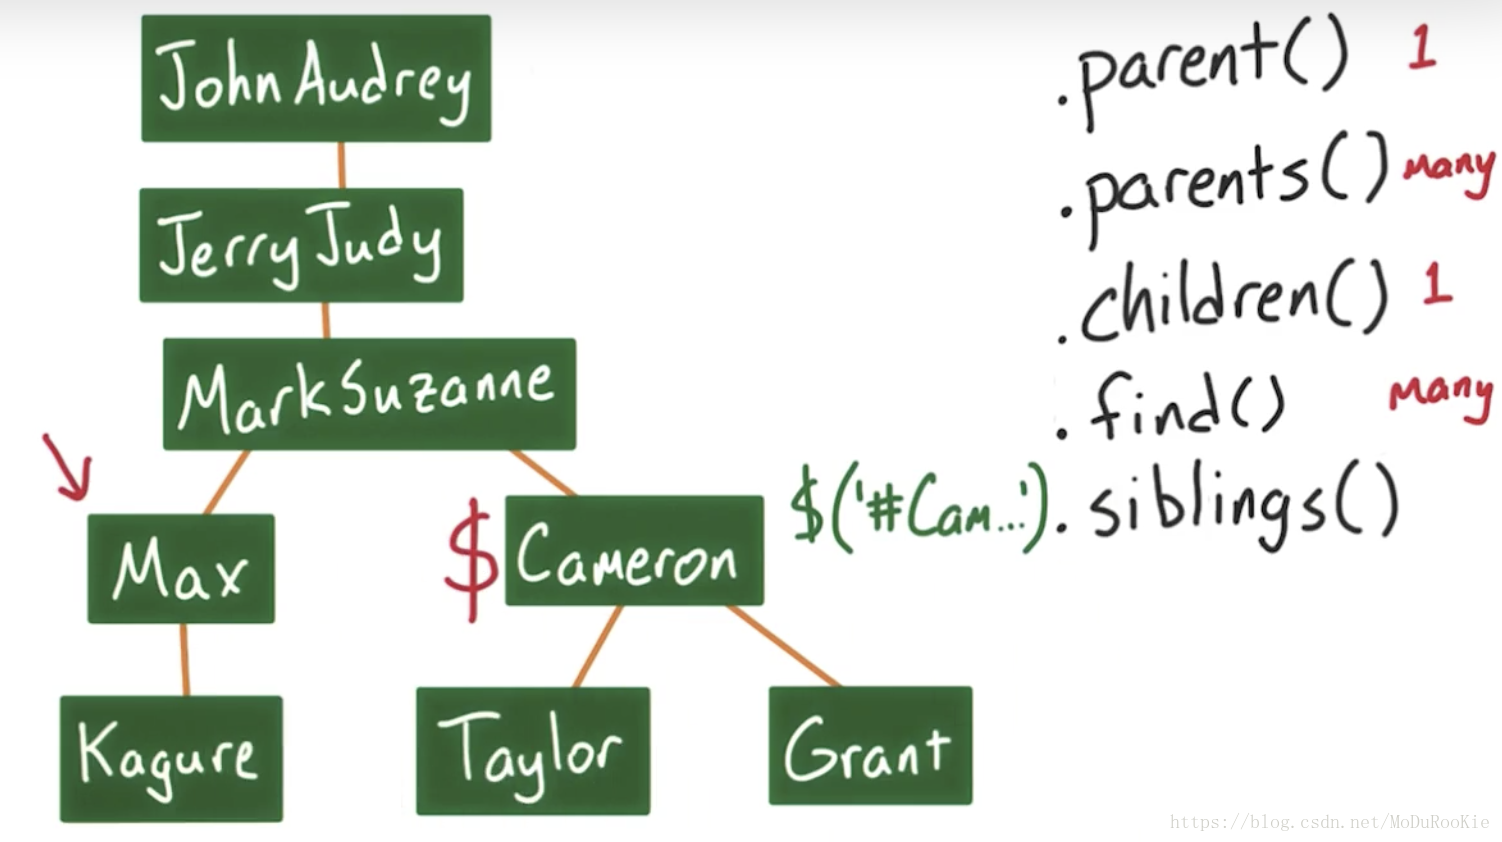 John Audrey
Jerry Judy
Mark Suzanne
Max
$ Cameron
Kagure
Taylor
Grant
.parent() 1
.parents() Many
.children() 1
.find() Many
$('#Cam...').siblings()
https://blog.csdn.net/MoDuRooKie